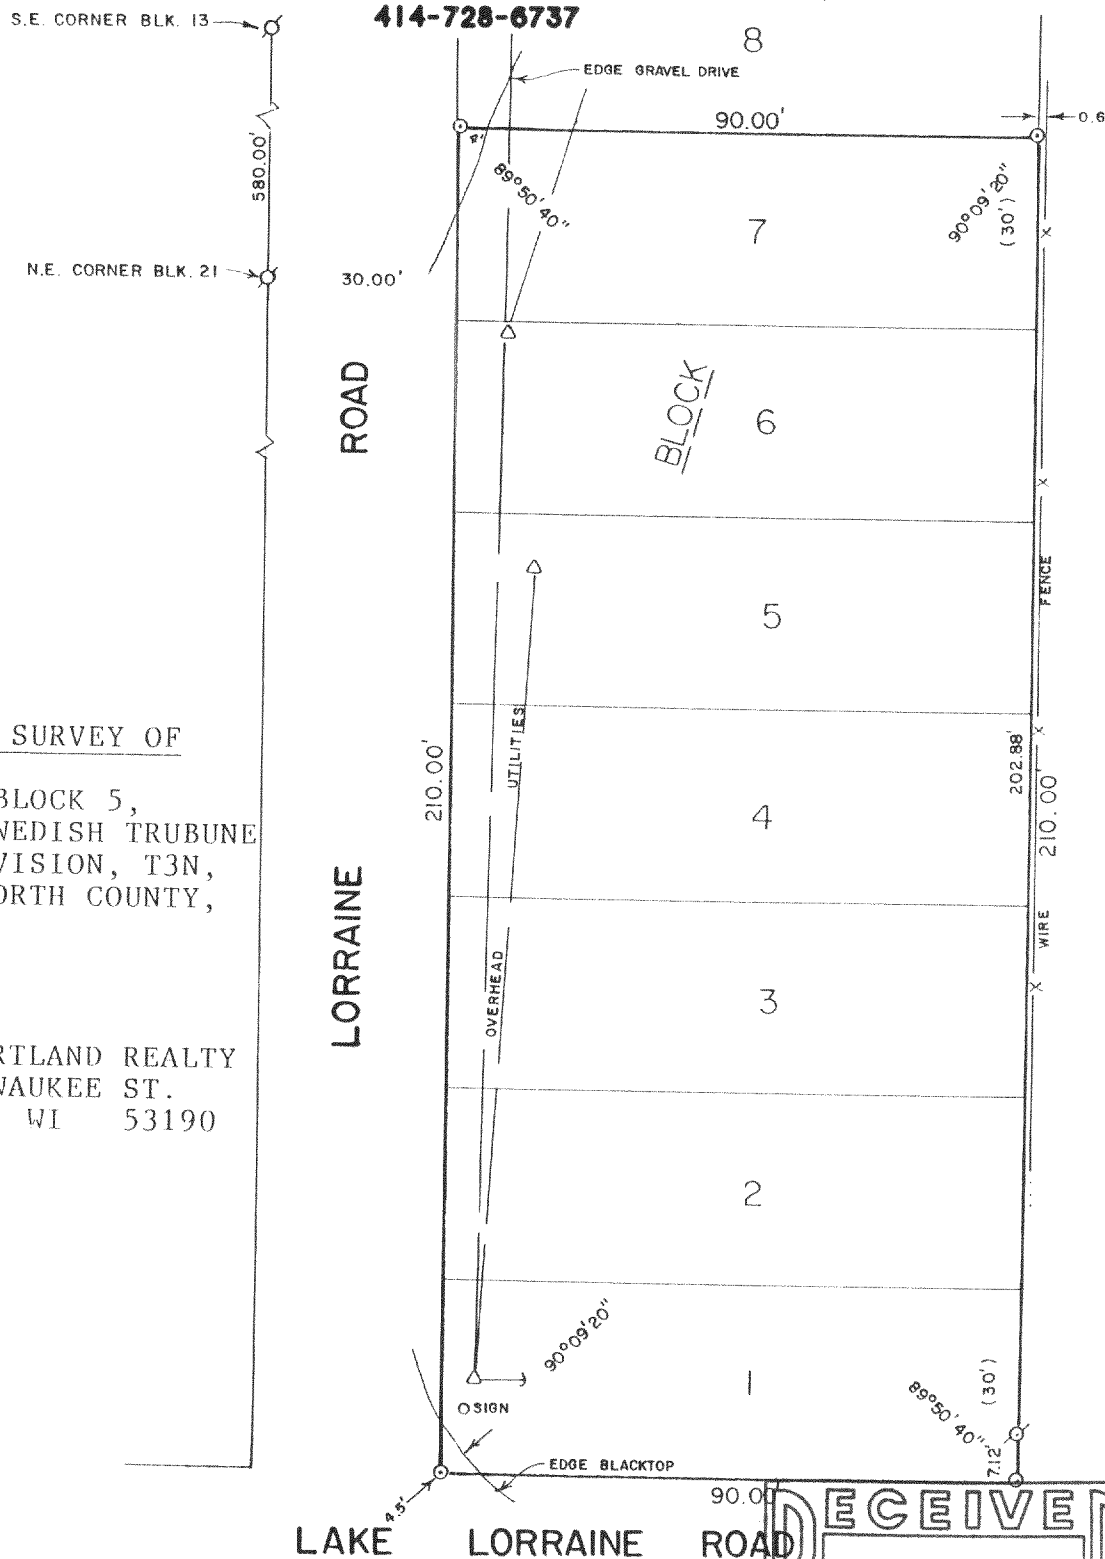 414-728-6737
S.E. CORNER BLK. 13
8
EDGE GRAVEL DRIVE
90.00'
0.6
580.00'
89°50'40"
90°09'20"
(30')
7
N.E. CORNER BLK. 21
30.00'
ROAD
BLOCK
6
FENCE
5
SURVEY OF
UTILITIES
210.00'
202.88'
210.00'
BLOCK 5,
WEDISH TRUBUNE
4
VISION, T3N,
ORTH COUNTY,
LORRAINE
WIRE
OVERHEAD
3
RTLAND REALTY
WAUKEE ST.
WI 53190
2
90°09'20"
1
(30')
89°50'40"
SIGN
7.12'
EDGE BLACKTOP
4.5'
90.00
RECEIVED
LAKE LORRAINE ROAD